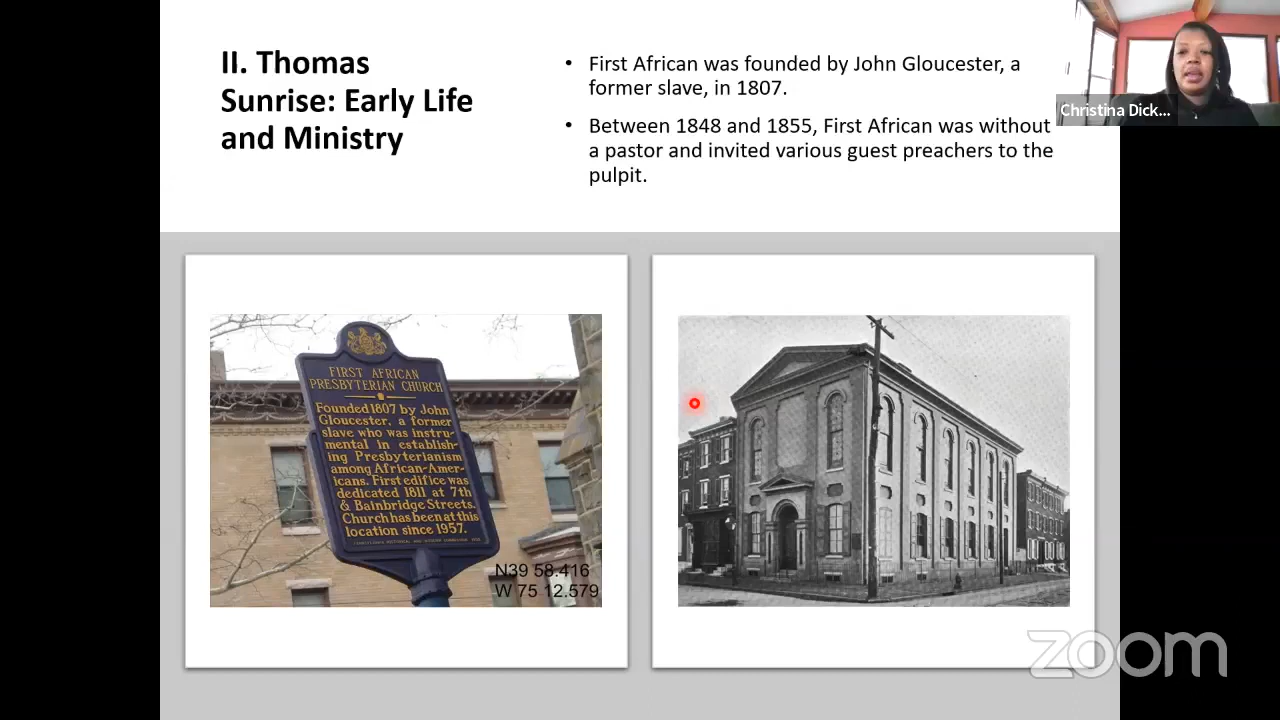 II. Thomas
Sunrise: Early Life
and Ministry
• First African was founded by John Gloucester, a
former slave, in 1807.
• Between 1848 and 1855, First African was without
a pastor and invited various guest preachers to the
pulpit.
Christina Dick...
FIRST AFRICAN
PRESBYTERIAN CHURCH
Founded 1807 by John
Gloucester, a former
slave who was instru-
mental in establish-
ing Presbyterianism
among African-Amer-
icans. First edifice was
dedicated 1811 at 7th
& Bainbridge Streets.
Church has been at this
location since 1957.
N39 58.416
W 75 12.579
zoom